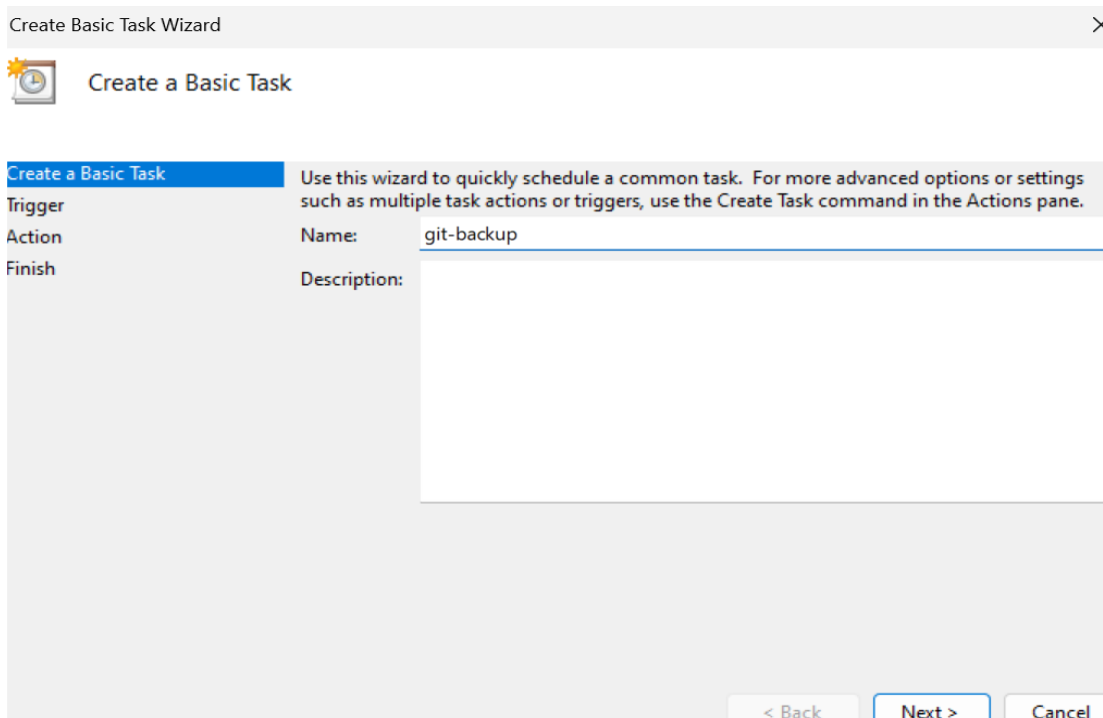 Create Basic Task Wizard
Create a Basic Task
Create a Basic Task
Trigger
Action
Finish
Use this wizard to quickly schedule a common task.  For more advanced options or settings
such as multiple task actions or triggers, use the Create Task command in the Actions pane.
Name:
git-backup
Description:
< Back
Next >
Cancel